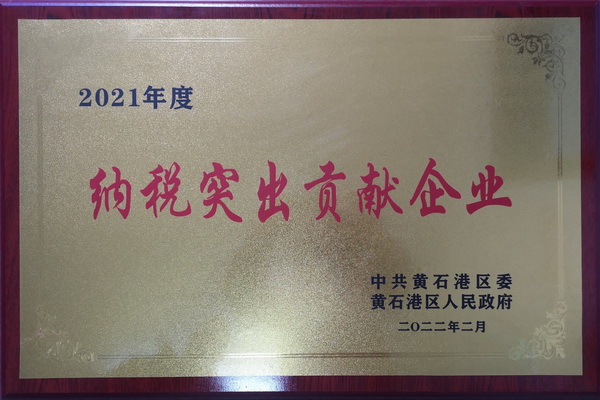 2021年度
纳税突出贡献企业
中共黄石港区委
黄石港区人民政府
二〇二二年二月